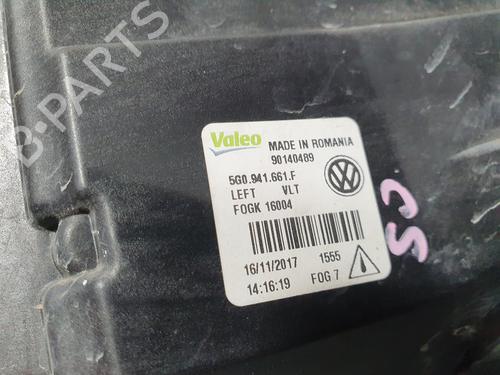 Valeo MADE IN ROMANIA
90140489
5G0.941.661.F
LEFT VLT
FOGK 16004
16/11/2017 1555
14:16:19 FOG 7
B-PARTS